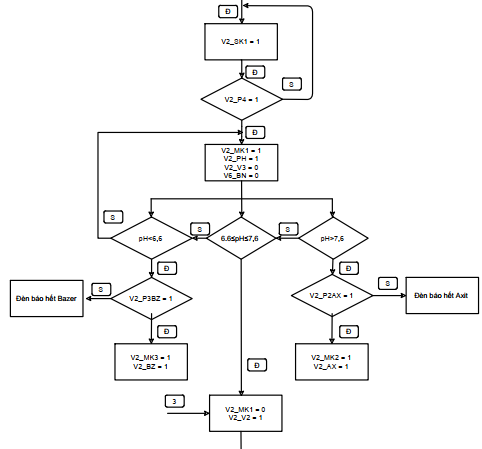 Đ
V2_SK1 = 1
Đ
S
V2_P4 = 1
Đ
V2_MK1 = 1
V2_PH = 1
V2_V3 = 0
V6_BN = 0
S
S
S
pH<6,6
6,6≤pH≤7,6
pH>7,6
Đ
Đ
S
S
Đèn báo hết Bazer
V2_P3BZ = 1
V2_P2AX = 1
Đèn báo hết Axit
Đ
Đ
V2_MK3 = 1
V2_BZ = 1
V2_MK2 = 1
V2_AX = 1
Đ
3
V2_MK1 = 0
V2_V2 = 1